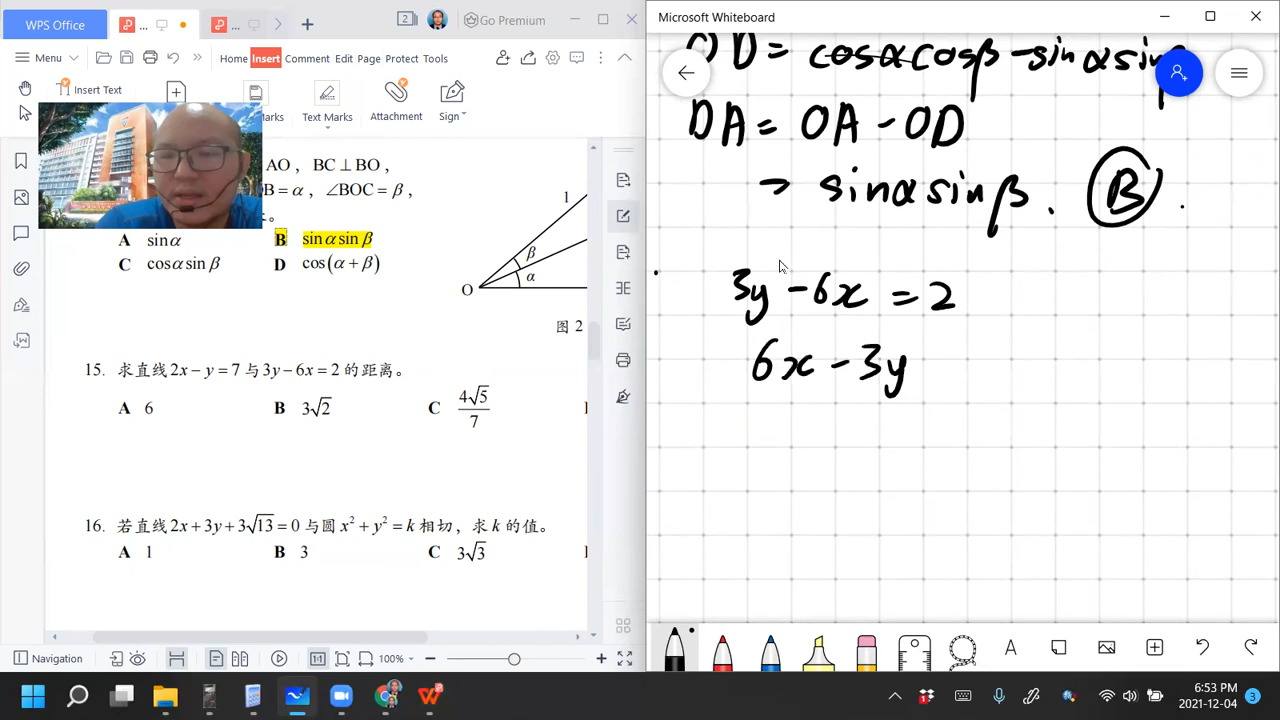 WPS Office
2
Go Premium
Menu
Home Insert Comment Edit Page Protect Tools
Insert Text
Text Marks
Attachment
Sign
AO , BC ⊥ BO ,
B = α , ∠BOC = β ,
A sinα B sinα sinβ
C cosα sinβ D cos(α + β)
1
β
α
O
图 2
15. 求直线 2x − y = 7 与 3y − 6x = 2 的距离。
A 6 B 3√2 C 4√5/7
16. 若直线 2x + 3y + 3√13 = 0 与圆 x² + y² = k 相切，求 k 的值。
A 1 B 3 C 3√3
Navigation
100%
Microsoft Whiteboard
OD = cosαcosβ − sinαsin
DA = OA − OD
= sinαsinβ . B .
3y − 6x = 2
6x − 3y
6:53 PM
2021-12-04
3